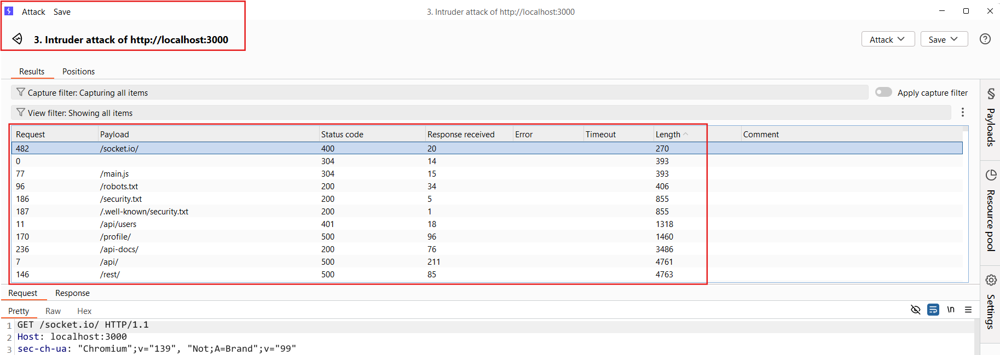 Attack Save 3. Intruder attack of http://localhost:3000
3. Intruder attack of http://localhost:3000 Attack Save
Results Positions
Capture filter: Capturing all items Apply capture filter
View filter: Showing all items
Request Payload Status code Response received Error Timeout Length Comment
482 /socket.io/ 400 20 270
0 304 14 393
77 /main.js 304 15 393
96 /robots.txt 200 34 406
186 /security.txt 200 5 855
187 /.well-known/security.txt 200 1 855
11 /api/users 401 18 1318
170 /profile/ 500 96 1460
236 /api-docs/ 200 76 3486
7 /api/ 500 211 4761
146 /rest/ 500 85 4763
Request Response
Pretty Raw Hex \n
1 GET /socket.io/ HTTP/1.1
2 Host: localhost:3000
3 sec-ch-ua: "Chromium";v="139", "Not;A=Brand";v="99"
Payloads
Resource pool
Settings